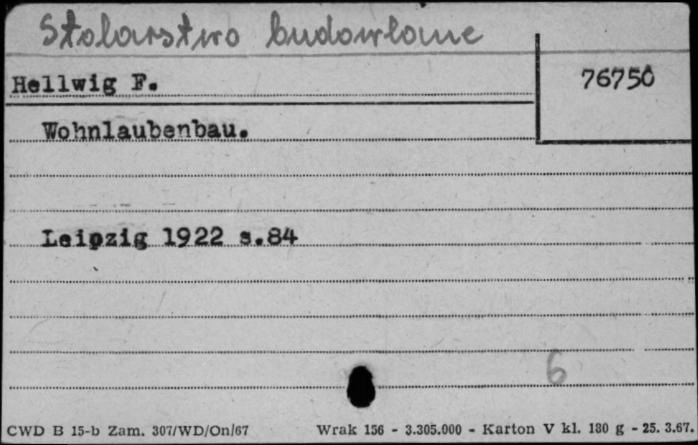 Stolarstwo budowlane
Hellwig F.
76750
Wohnlaubenbau.
Leipzig 1922 s.84
6
CWD B 15-b Zam. 307/WD/On/67 Wrak 156 - 3.305.000 - Karton V kl. 180 g - 25. 3.67.